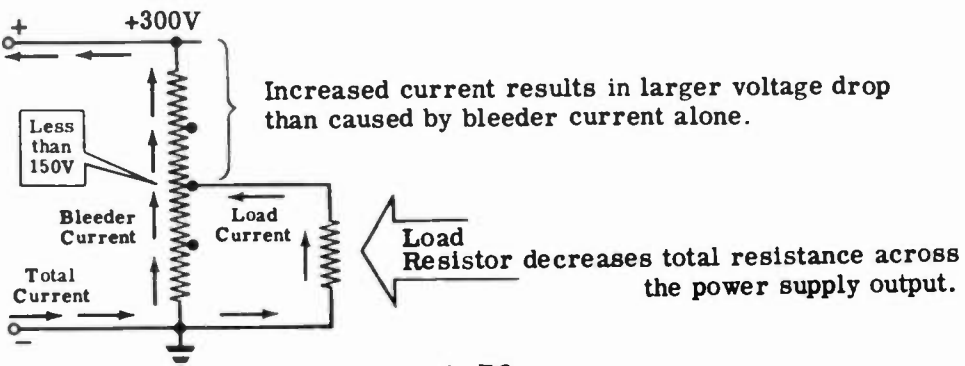 + +300V
Increased current results in larger voltage drop
than caused by bleeder current alone.
Less
than
150V
Bleeder
Current
Load
Current
Load
Resistor decreases total resistance across
the power supply output.
Total
Current
−